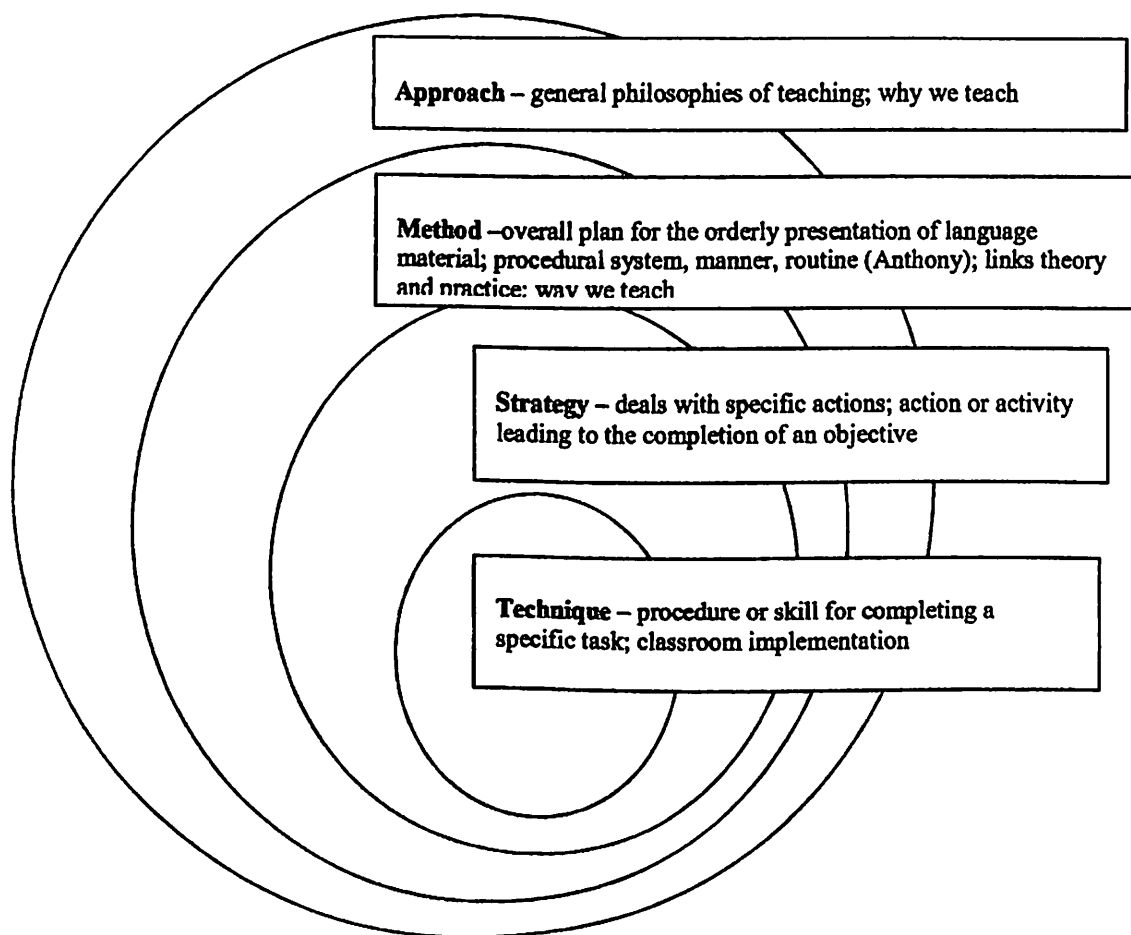 Approach – general philosophies of teaching; why we teach
Method –overall plan for the orderly presentation of language
material; procedural system, manner, routine (Anthony); links theory
and practice; way we teach
Strategy – deals with specific actions; action or activity
leading to the completion of an objective
Technique – procedure or skill for completing a
specific task; classroom implementation